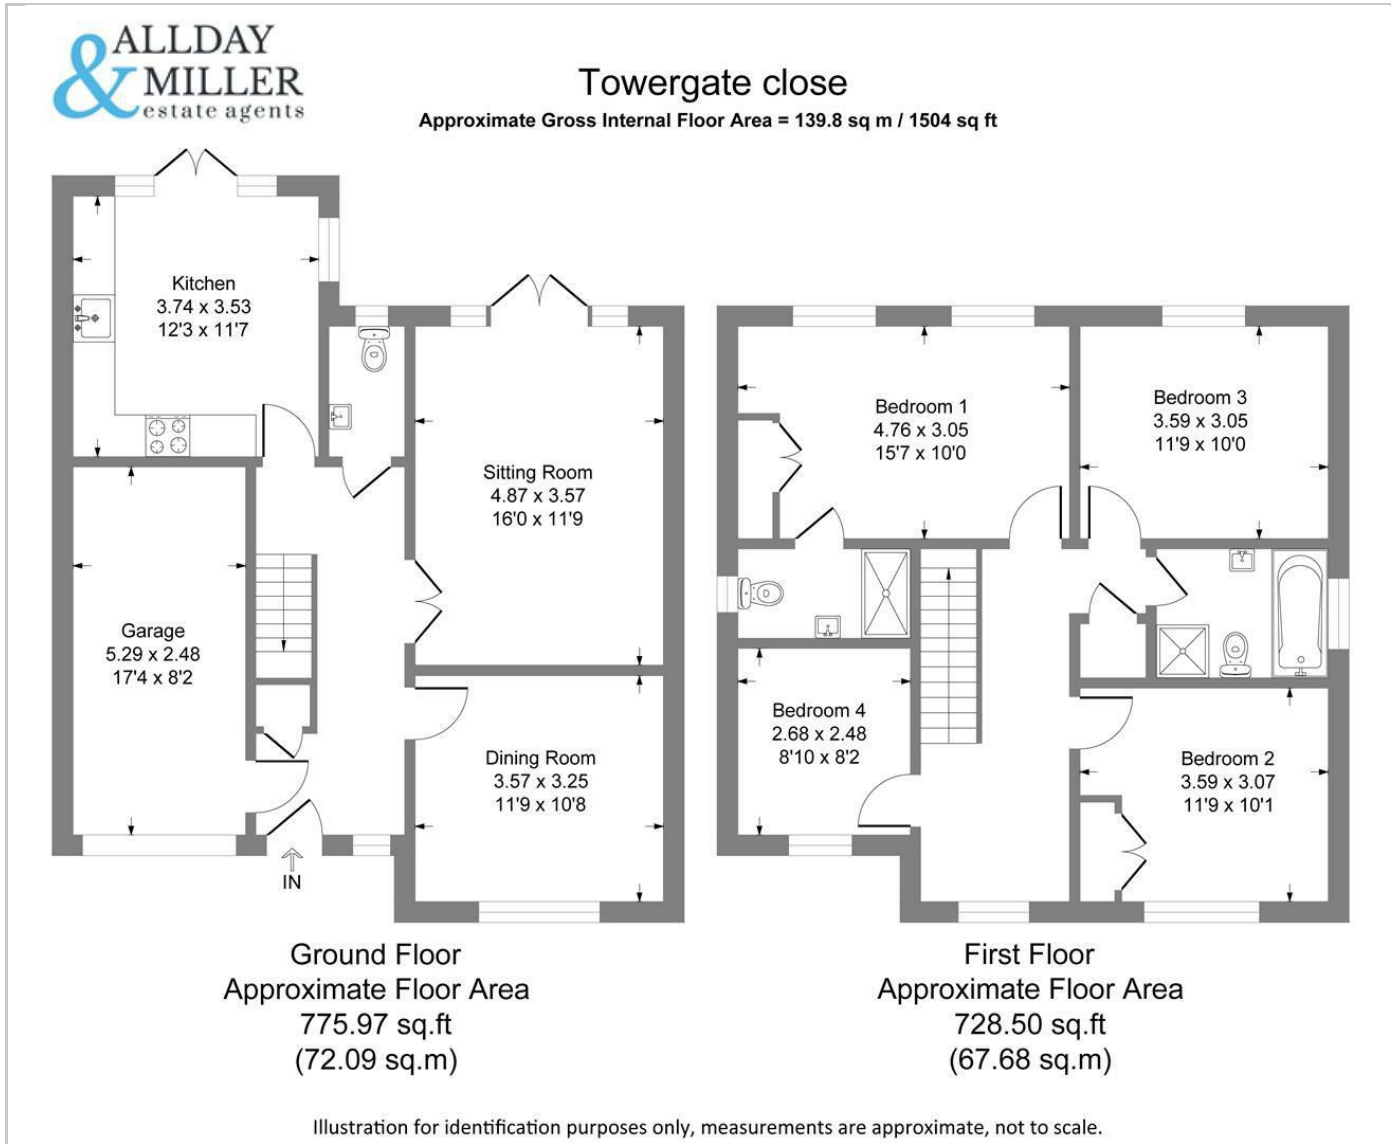 ALLDAY
& MILLER
estate agents
Towergate close
Approximate Gross Internal Floor Area = 139.8 sq m / 1504 sq ft
Kitchen
3.74 x 3.53
12'3 x 11'7
Sitting Room
4.87 x 3.57
16'0 x 11'9
Garage
5.29 x 2.48
17'4 x 8'2
Dining Room
3.57 x 3.25
11'9 x 10'8
IN
Ground Floor
Approximate Floor Area
775.97 sq.ft
(72.09 sq.m)
Bedroom 1
4.76 x 3.05
15'7 x 10'0
Bedroom 3
3.59 x 3.05
11'9 x 10'0
Bedroom 4
2.68 x 2.48
8'10 x 8'2
Bedroom 2
3.59 x 3.07
11'9 x 10'1
First Floor
Approximate Floor Area
728.50 sq.ft
(67.68 sq.m)
Illustration for identification purposes only, measurements are approximate, not to scale.